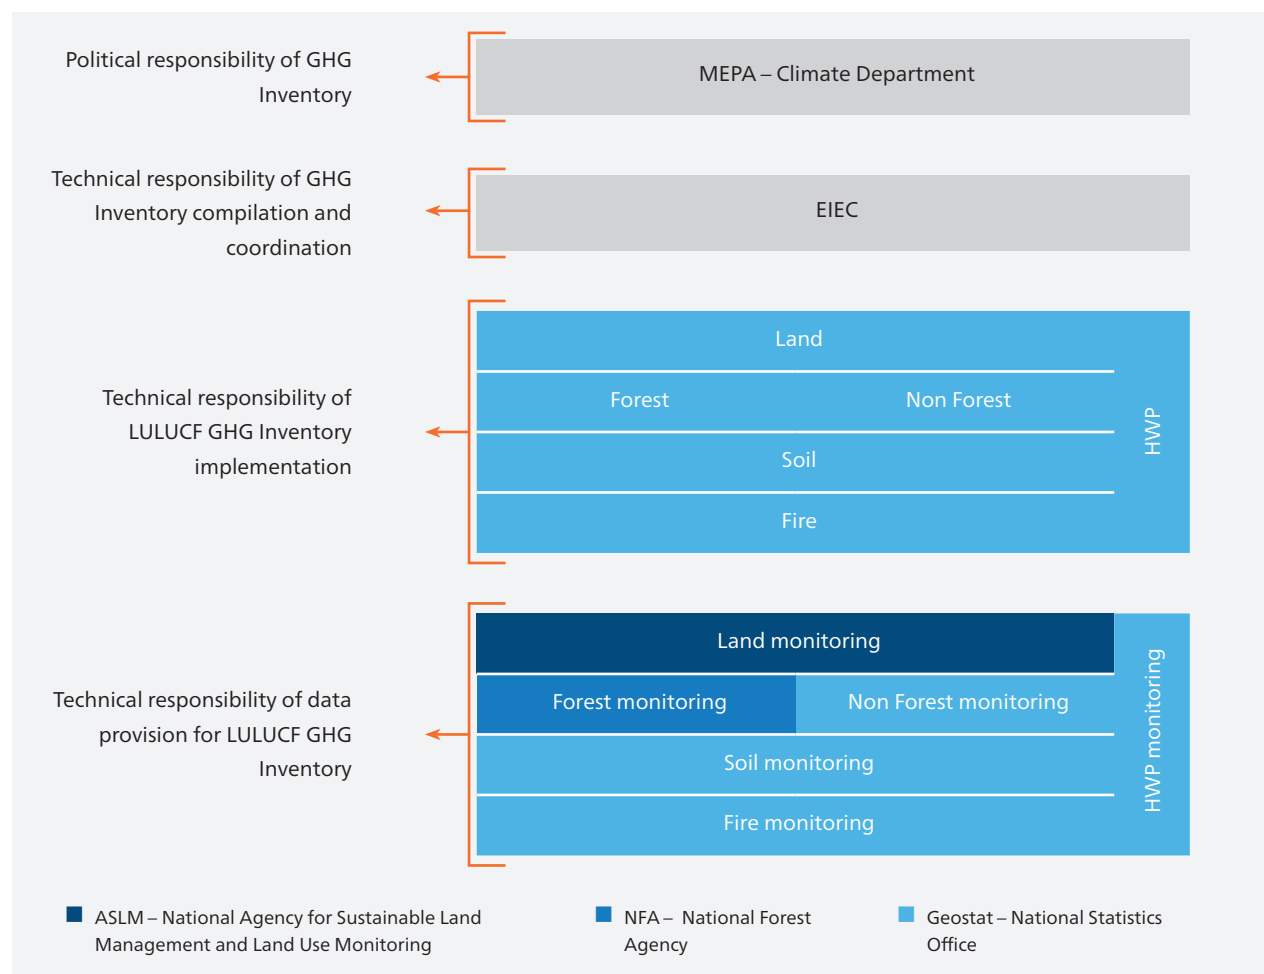 Political responsibility of GHG
Inventory
MEPA – Climate Department
Technical responsibility of GHG
Inventory compilation and
coordination
EIEC
Technical responsibility of
LULUCF GHG Inventory
implementation
Land
Forest
Non Forest
Soil
Fire
HWP
Technical responsibility of data
provision for LULUCF GHG
Inventory
Land monitoring
Forest monitoring
Non Forest monitoring
Soil monitoring
Fire monitoring
HWP monitoring
ASLM – National Agency for Sustainable Land
Management and Land Use Monitoring
NFA – National Forest
Agency
Geostat – National Statistics
Office